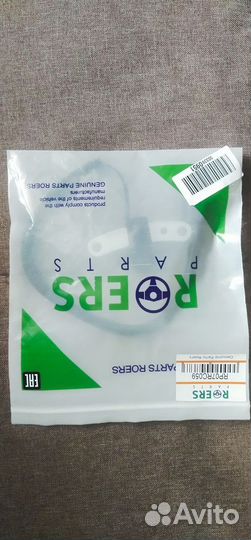 GENUINE PARTS ROERS
manufacturers
requirements of the vehicle
products comply with the
ROERS
PARTS
PARTS ROERS
EAC
Genuine Parts Roers
RP07RC059
ROERS
PARTS
Avito